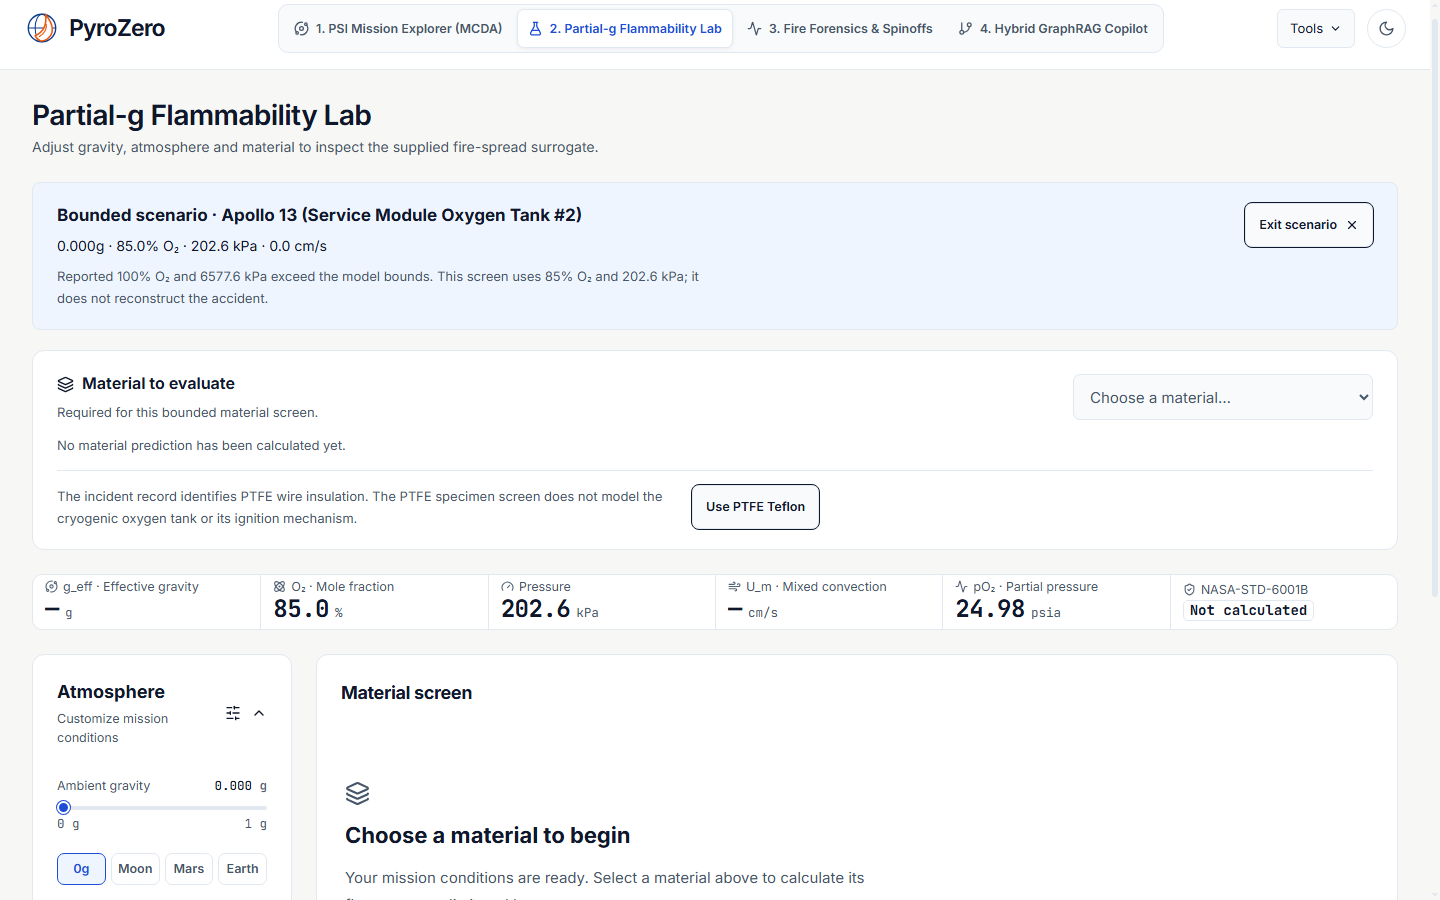 PyroZero
1. PSI Mission Explorer (MCDA)
2. Partial-g Flammability Lab
3. Fire Forensics & Spinoffs
4. Hybrid GraphRAG Copilot
Tools
Partial-g Flammability Lab
Adjust gravity, atmosphere and material to inspect the supplied fire-spread surrogate.
Bounded scenario · Apollo 13 (Service Module Oxygen Tank #2)
0.000g · 85.0% O₂ · 202.6 kPa · 0.0 cm/s
Reported 100% O₂ and 6577.6 kPa exceed the model bounds. This screen uses 85% O₂ and 202.6 kPa; it
does not reconstruct the accident.
Exit scenario
Material to evaluate
Required for this bounded material screen.
No material prediction has been calculated yet.
Choose a material...
The incident record identifies PTFE wire insulation. The PTFE specimen screen does not model the
cryogenic oxygen tank or its ignition mechanism.
Use PTFE Teflon
g_eff · Effective gravity
— g
O₂ · Mole fraction
85.0 %
Pressure
202.6 kPa
U_m · Mixed convection
— cm/s
pO₂ · Partial pressure
24.98 psia
NASA-STD-6001B
Not calculated
Atmosphere
Customize mission
conditions
Ambient gravity 0.000 g
0 g 1 g
0g Moon Mars Earth
Material screen
Choose a material to begin
Your mission conditions are ready. Select a material above to calculate its